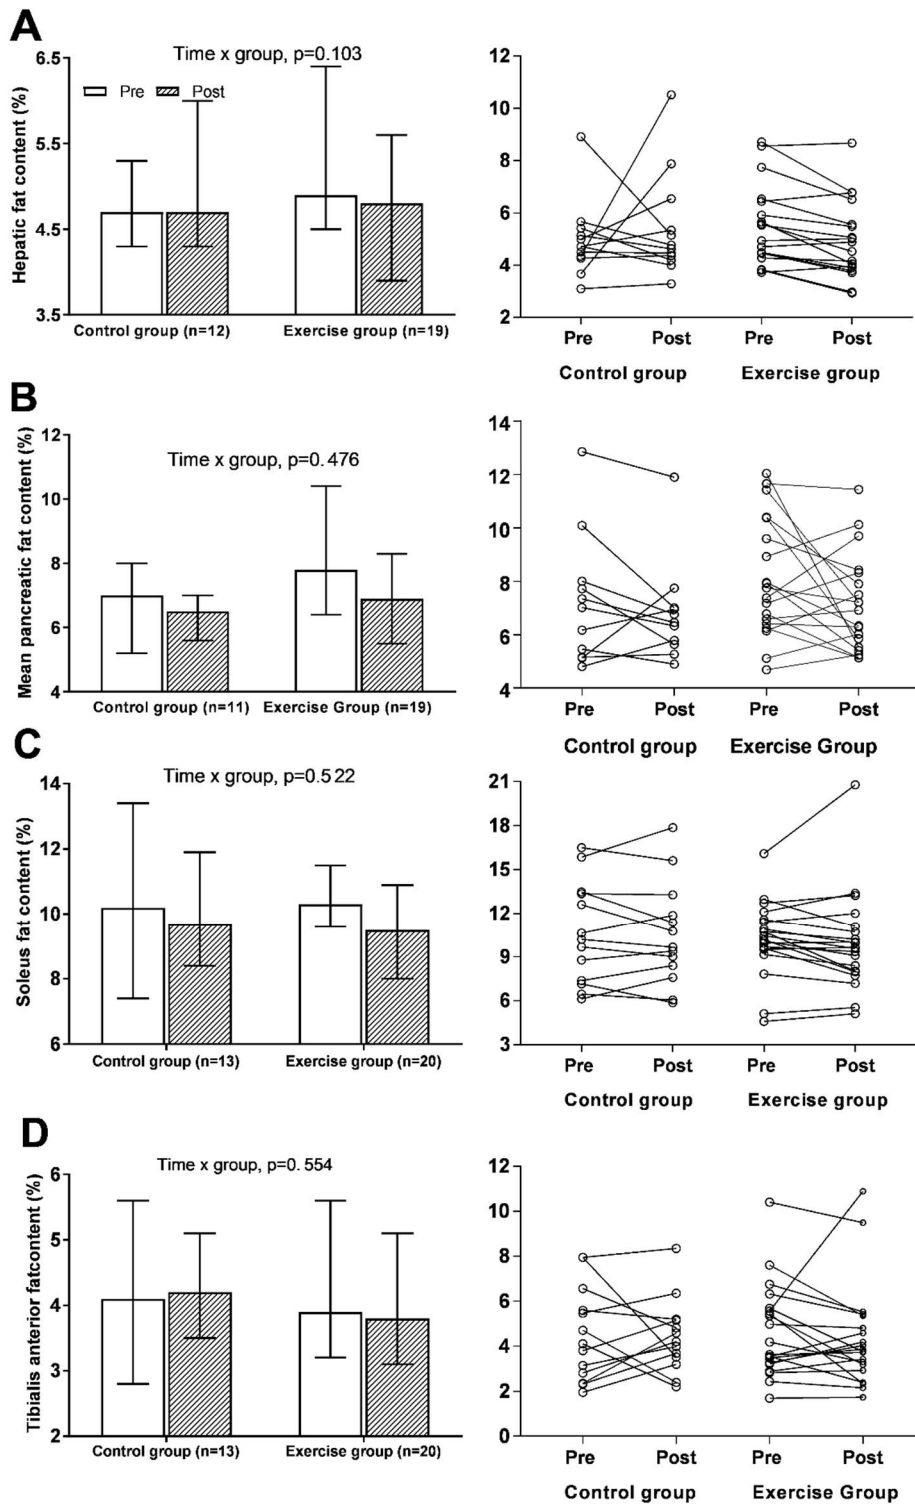 A
Time x group, p=0.103
Hepatic fat content (%)
6.5
5.5
4.5
3.5
Pre
Post
Control group (n=12)
Exercise group (n=19)
12
10
8
6
4
2
Pre
Post
Pre
Post
Control group
Exercise group
B
Time x group, p=0.476
Mean pancreatic fat content (%)
12
10
8
6
4
Control group (n=11)
Exercise Group (n=19)
14
12
10
8
6
4
Pre
Post
Pre
Post
Control group
Exercise Group
C
Time x group, p=0.522
Soleus fat content (%)
14
12
10
8
6
Control group (n=13)
Exercise group (n=20)
21
18
15
12
9
6
3
Pre
Post
Pre
Post
Control group
Exercise group
D
Time x group, p=0.554
Tibialis anterior fatcontent (%)
6
5
4
3
2
Control group (n=13)
Exercise group (n=20)
12
10
8
6
4
2
0
Pre
Post
Pre
Post
Control group
Exercise Group